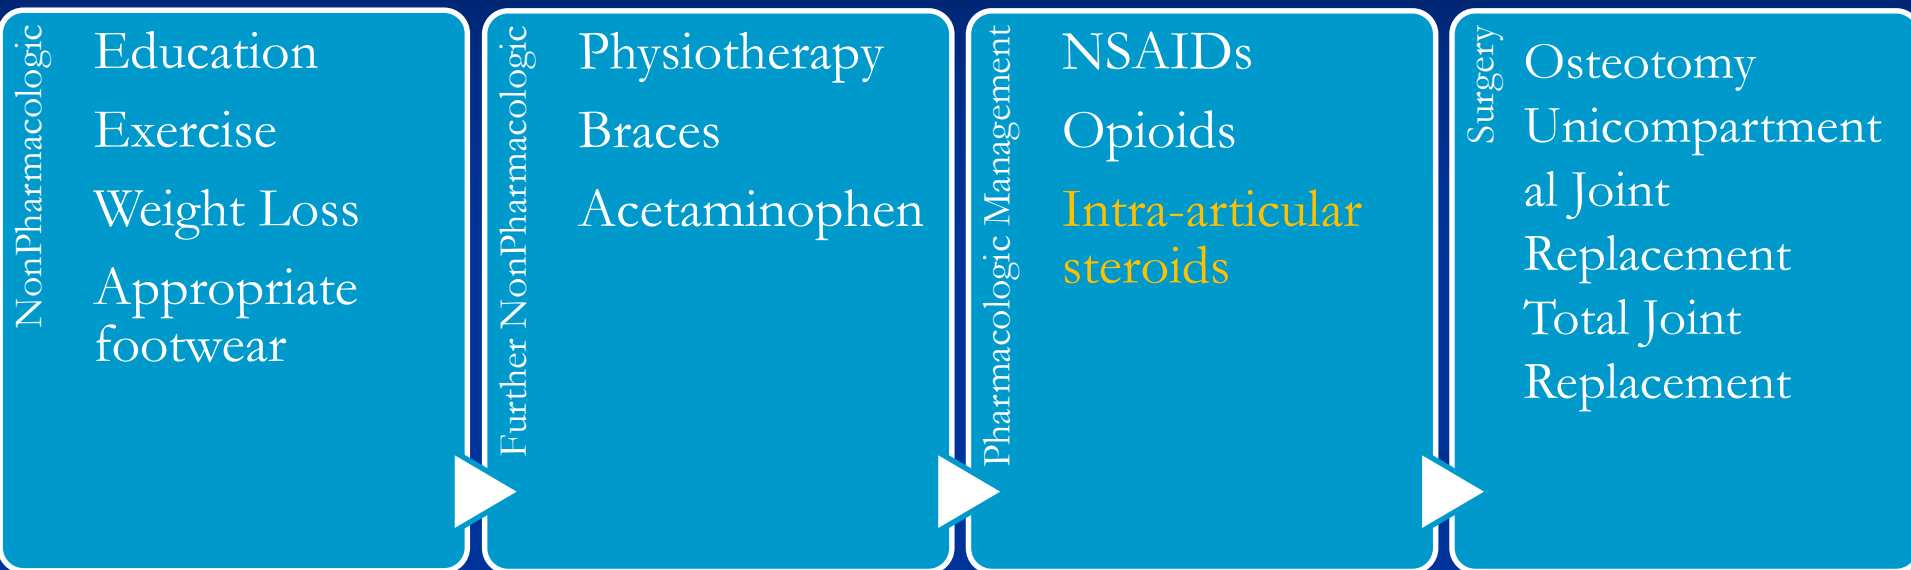 NonPharmacologic
Education
Exercise
Weight Loss
Appropriate
footwear
Further NonPharmacologic
Physiotherapy
Braces
Acetaminophen
Pharmacologic Management
NSAIDs
Opioids
Intra-articular
steroids
Surgery
Osteotomy
Unicompartment
al Joint
Replacement
Total Joint
Replacement